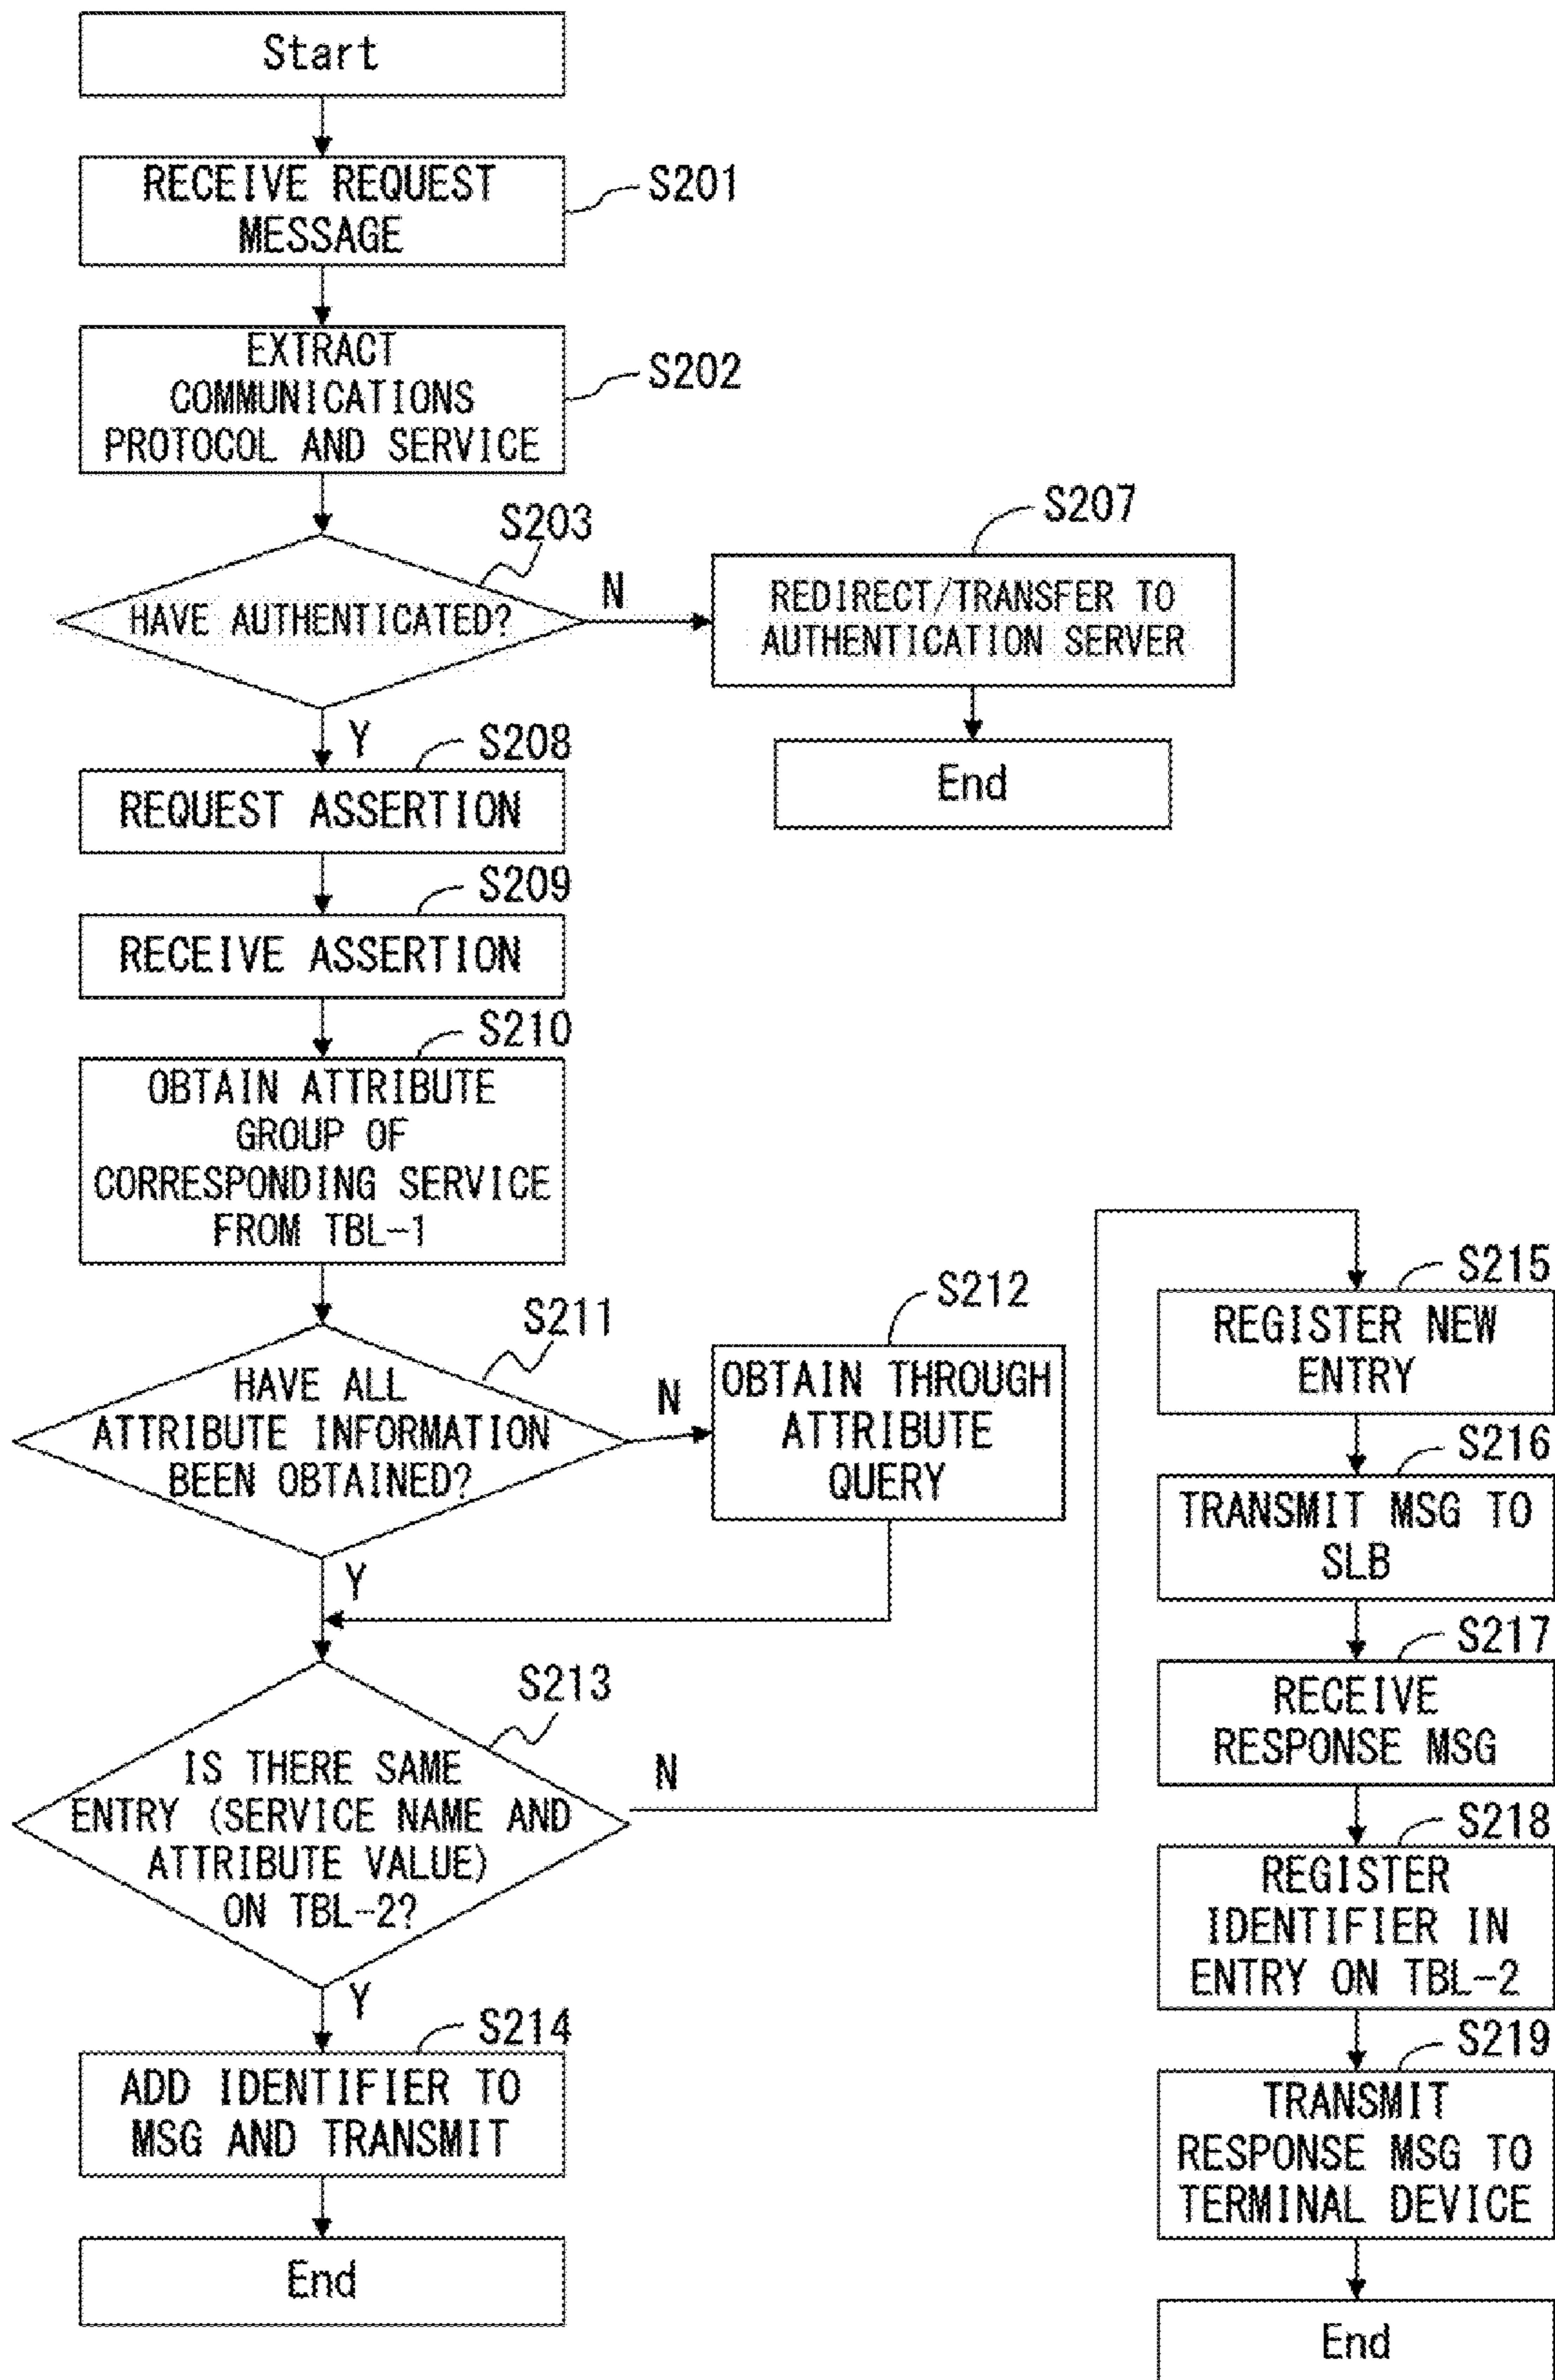 Start
RECEIVE REQUEST
MESSAGE
S201
EXTRACT
COMMUNICATIONS
PROTOCOL AND SERVICE
S202
S203
HAVE AUTHENTICATED?
N
Y
S207
REDIRECT/TRANSFER TO
AUTHENTICATION SERVER
End
S208
REQUEST ASSERTION
S209
RECEIVE ASSERTION
S210
OBTAIN ATTRIBUTE
GROUP OF
CORRESPONDING SERVICE
FROM TBL-1
S211
HAVE ALL
ATTRIBUTE INFORMATION
BEEN OBTAINED?
N
Y
S212
OBTAIN THROUGH
ATTRIBUTE
QUERY
S213
IS THERE SAME
ENTRY (SERVICE NAME AND
ATTRIBUTE VALUE)
ON TBL-2?
N
Y
S214
ADD IDENTIFIER TO
MSG AND TRANSMIT
End
S215
REGISTER NEW
ENTRY
S216
TRANSMIT MSG TO
SLB
S217
RECEIVE
RESPONSE MSG
S218
REGISTER
IDENTIFIER IN
ENTRY ON TBL-2
S219
TRANSMIT
RESPONSE MSG TO
TERMINAL DEVICE
End